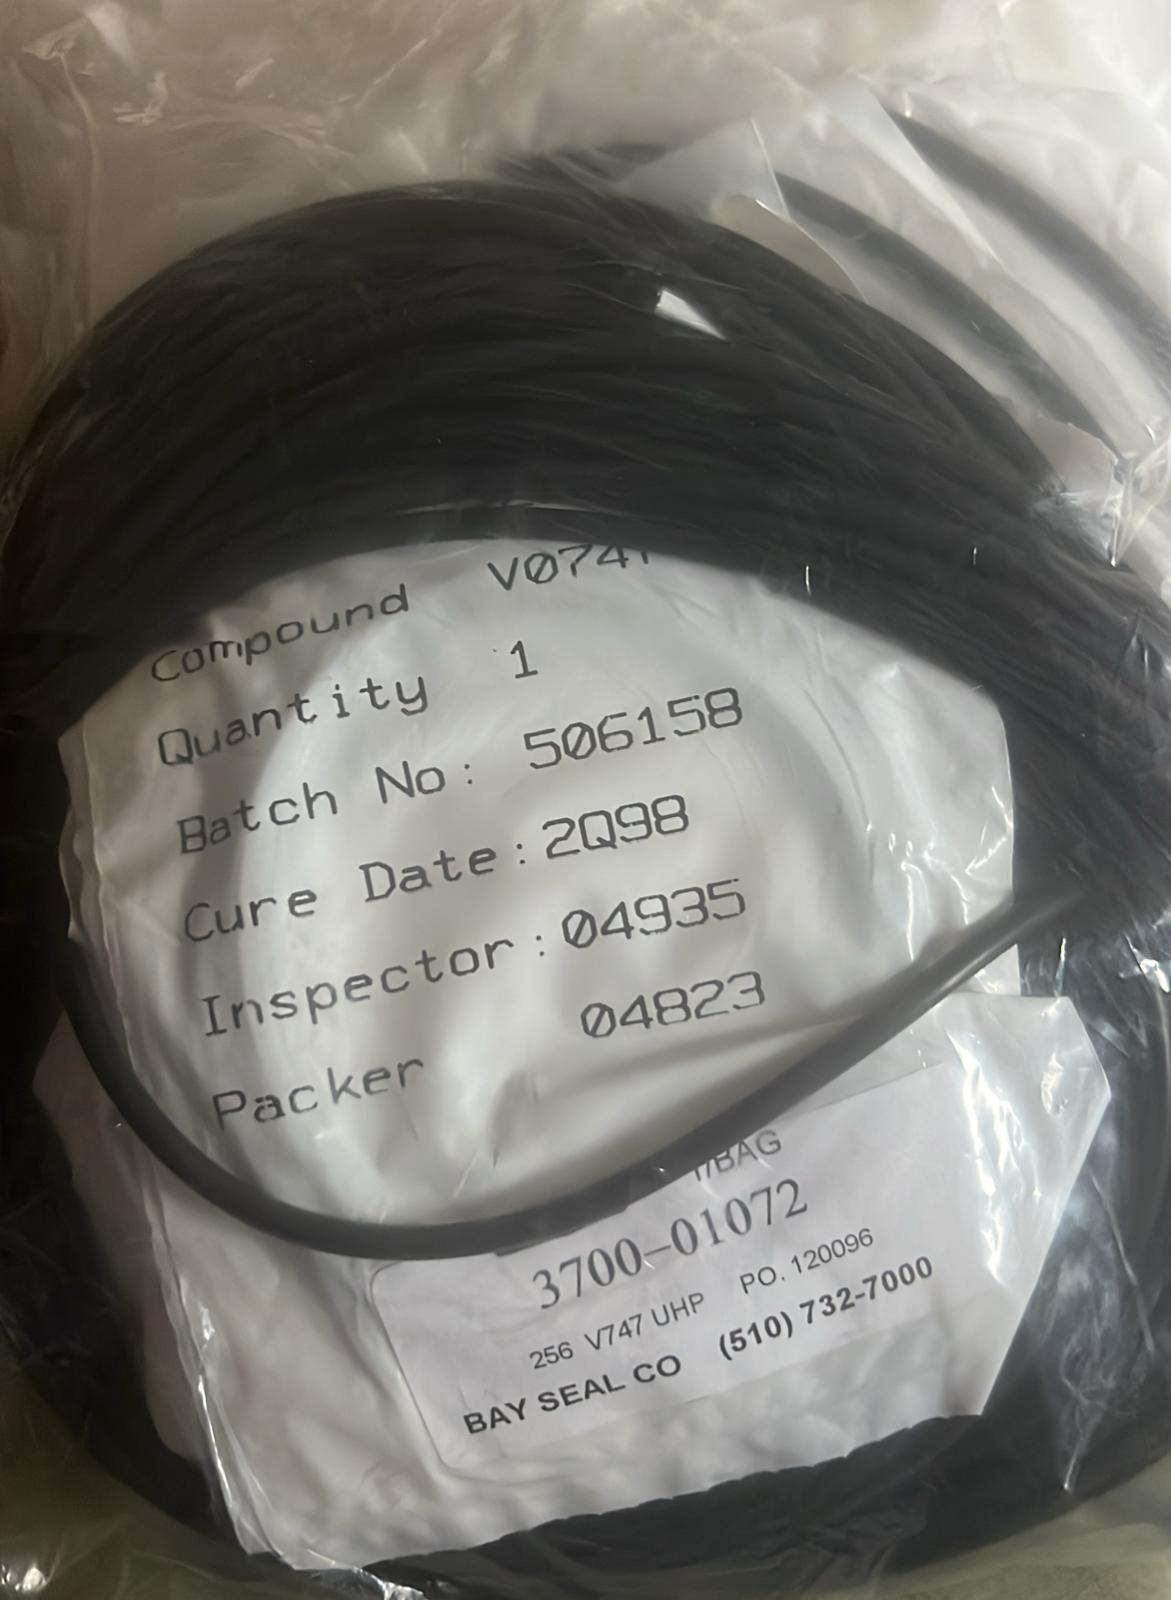 Compound V0747
Quantity 1
Batch No: 506158
Cure Date: 2Q98
Inspector: 04935
Packer 04823
1/BAG
3700-01072
256 V747 UHP PO. 120096
BAY SEAL CO (510) 732-7000